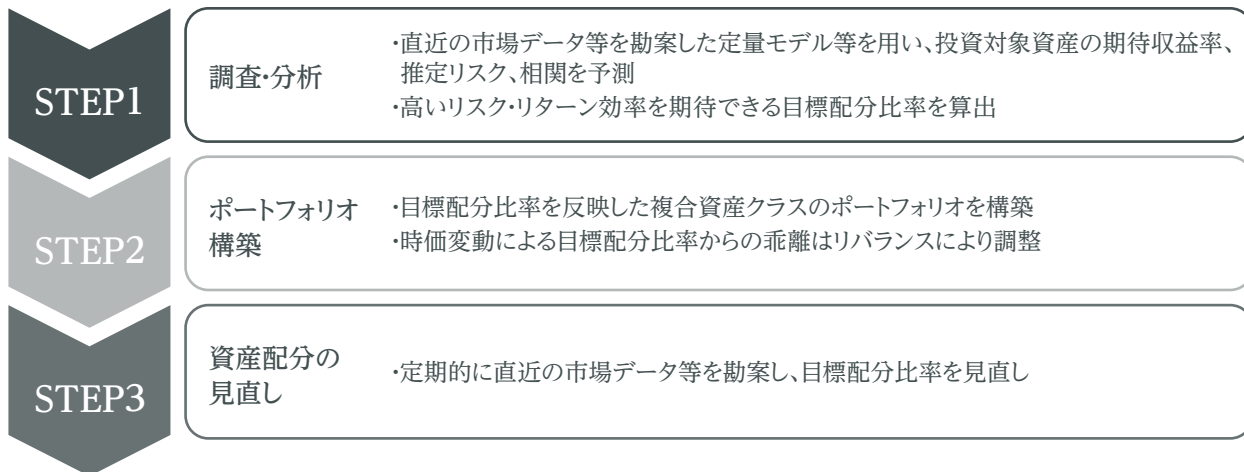 STEP1
調査・分析
・直近の市場データ等を勘案した定量モデル等を用い、投資対象資産の期待収益率、
推定リスク、相関を予測
・高いリスク・リターン効率を期待できる目標配分比率を算出
STEP2
ポートフォリオ
構築
・目標配分比率を反映した複合資産クラスのポートフォリオを構築
・時価変動による目標配分比率からの乖離はリバランスにより調整
STEP3
資産配分の
見直し
・定期的に直近の市場データ等を勘案し、目標配分比率を見直し